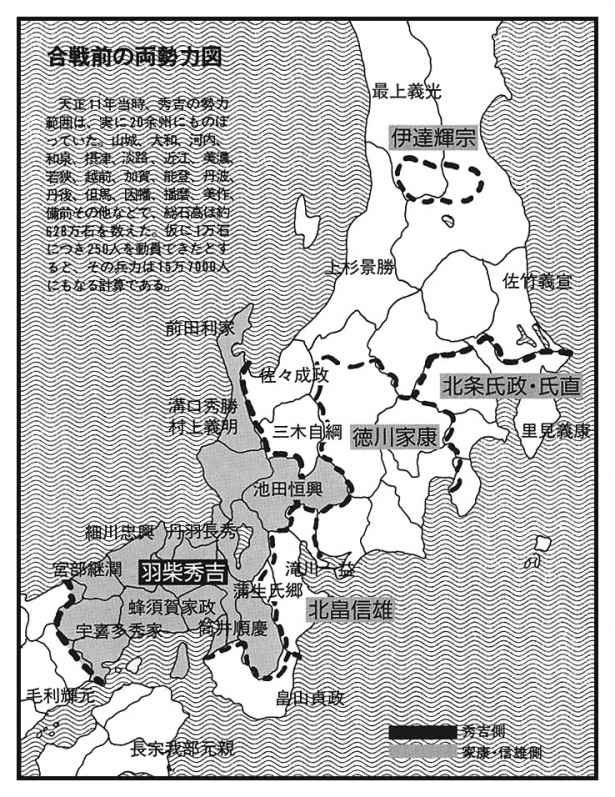 合戦前の両勢力図
天正11年当時、秀吉の勢力
範囲は、実に20余州にものぼ
っていた。山城、大和、河内、
和泉、摂津、淡路、近江、美濃、
若狭、越前、加賀、能登、丹波、
丹後、但馬、因幡、播磨、美作、
備前その他などで、総石高は約
628万石を数えた。仮に1万石
につき250人を動員できたとす
ると、その兵力は15万7000人
にもなる計算である。
最上義光
伊達輝宗
上杉景勝
佐竹義宣
前田利家
佐々成政
北条氏政・氏直
溝口秀勝
村上義明
三木自綱
徳川家康
里見義康
池田恒興
細川忠興
丹羽長秀
宮部継潤
羽柴秀吉
滝川一益
蒲生氏郷
蜂須賀家政
北畠信雄
宇喜多秀家
筒井順慶
毛利輝元
畠山貞政
長宗我部元親
秀吉側
家康・信雄側